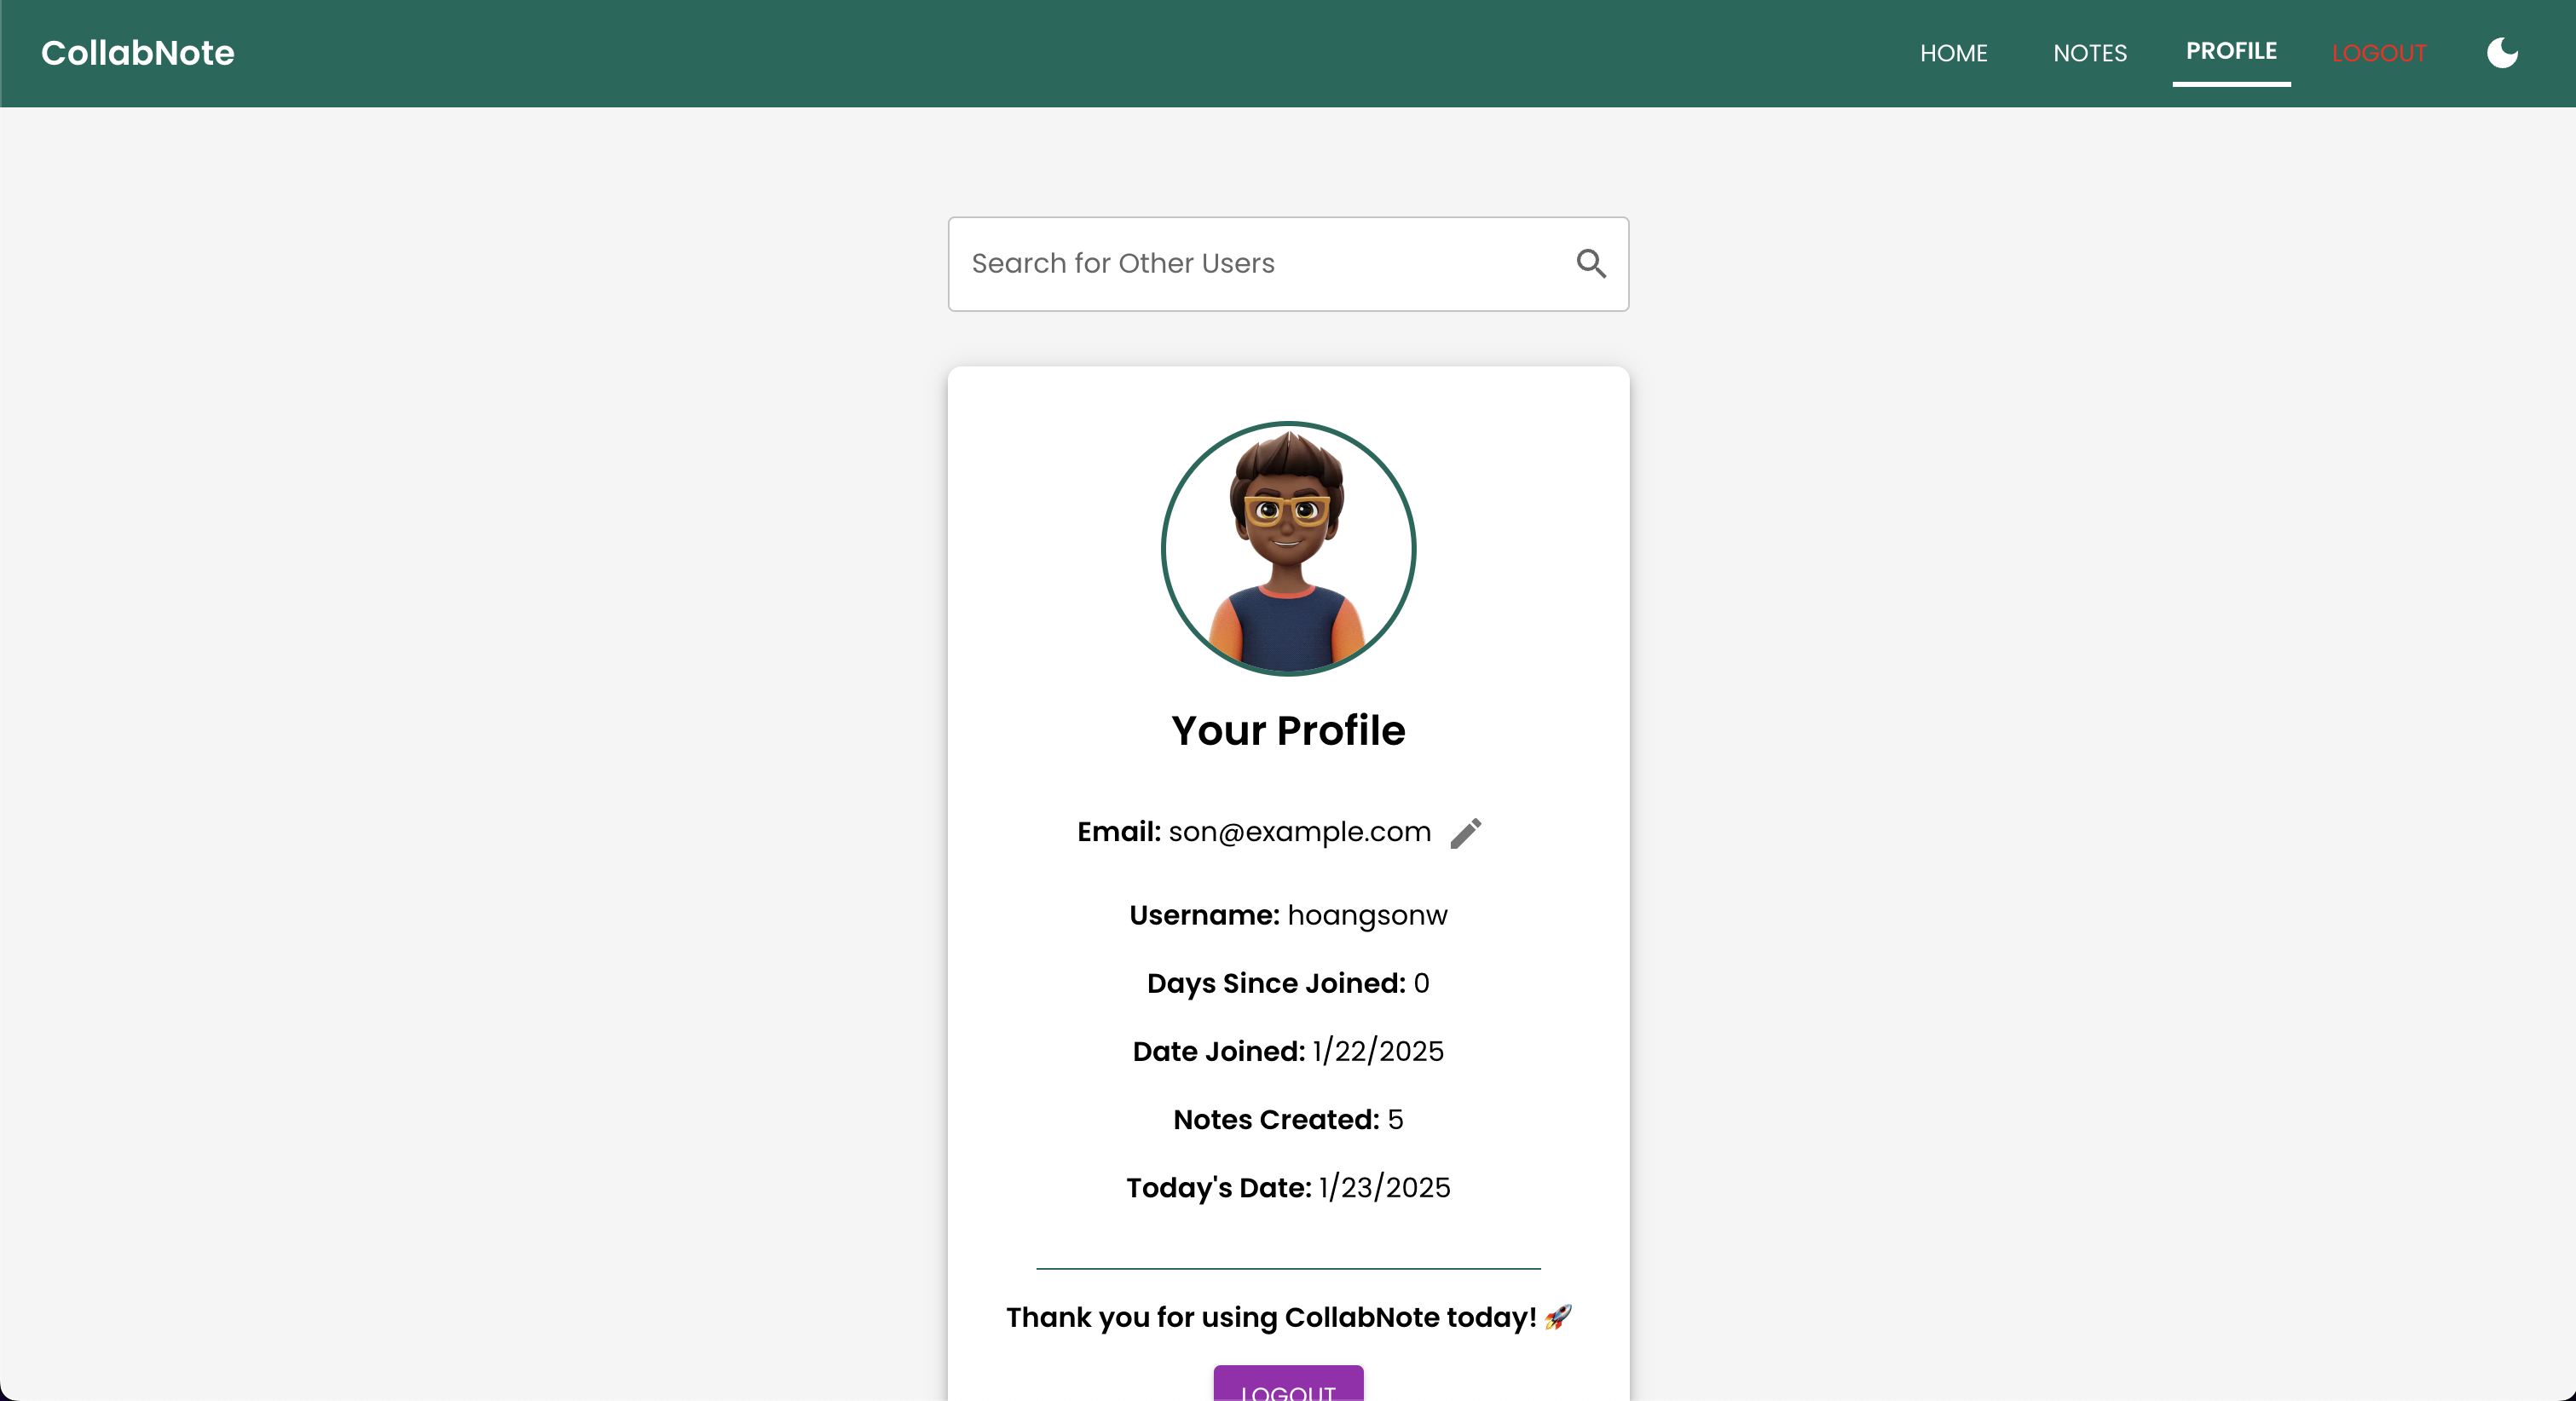 CollabNote
HOME NOTES PROFILE LOGOUT
Search for Other Users
Your Profile
Email: son@example.com
Username: hoangsonw
Days Since Joined: 0
Date Joined: 1/22/2025
Notes Created: 5
Today's Date: 1/23/2025
Thank you for using CollabNote today! 🚀
LOGOUT